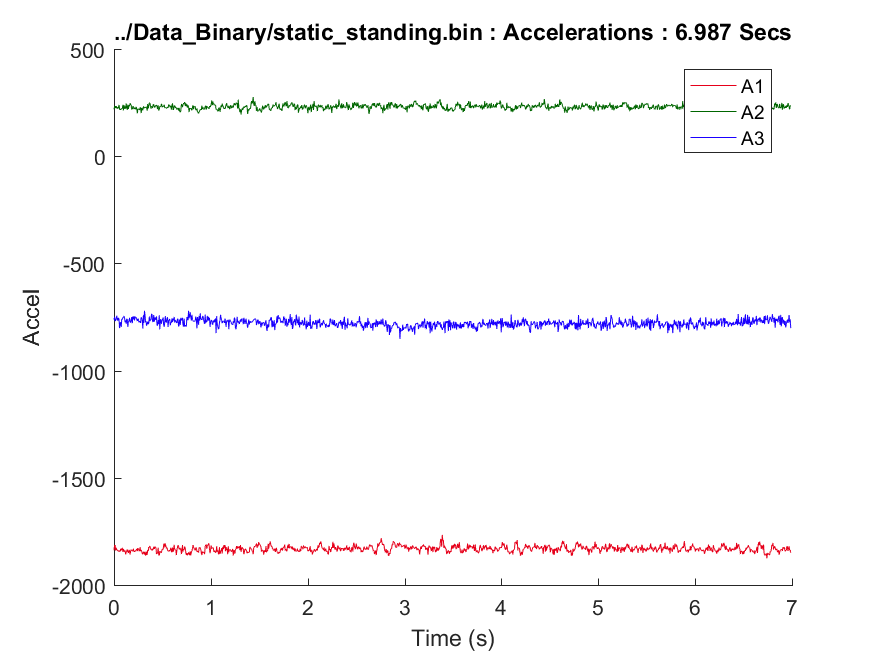 ../Data_Binary/static_standing.bin : Accelerations : 6.987 Secs
500
0
-500
-1000
-1500
-2000
Accel
A1
A2
A3
0 1 2 3 4 5 6 7
Time (s)